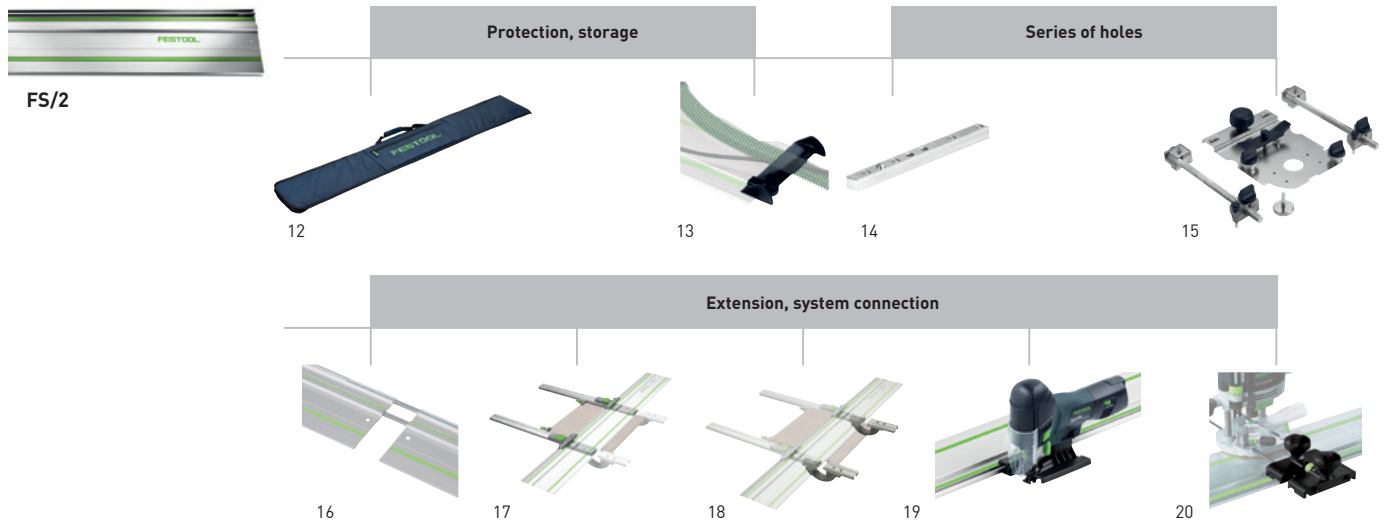 FESTOOL
FS/2
Protection, storage
Series of holes
FESTOOL
12
13
14
15
Extension, system connection
FESTOOL
16
17
18
19
20